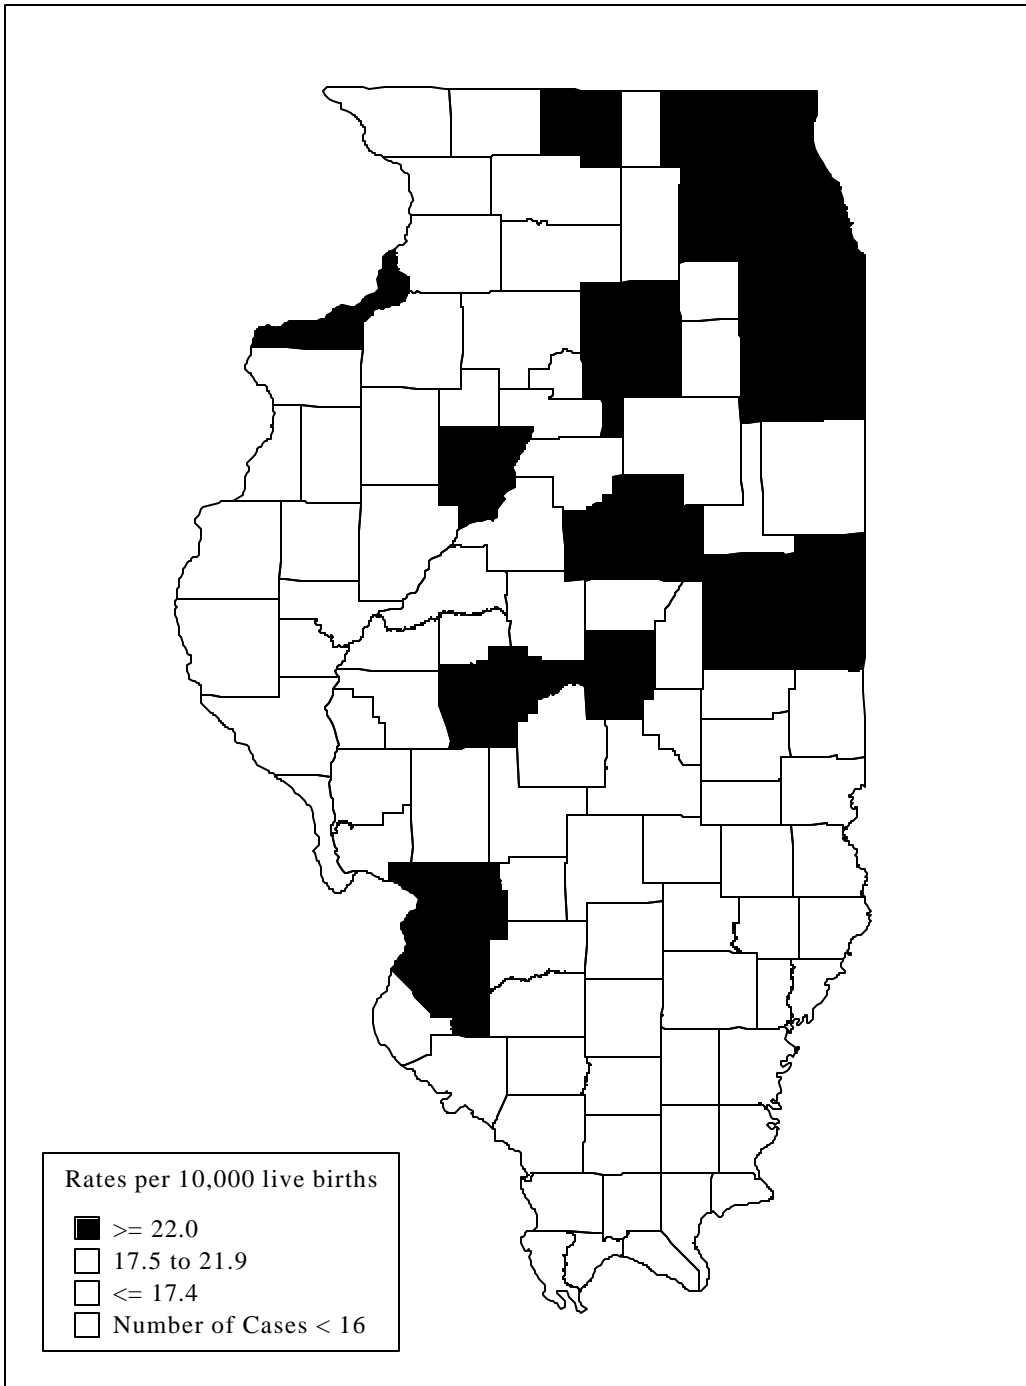 Rates per 10,000 live births
>= 22.0
17.5 to 21.9
<= 17.4
Number of Cases < 16